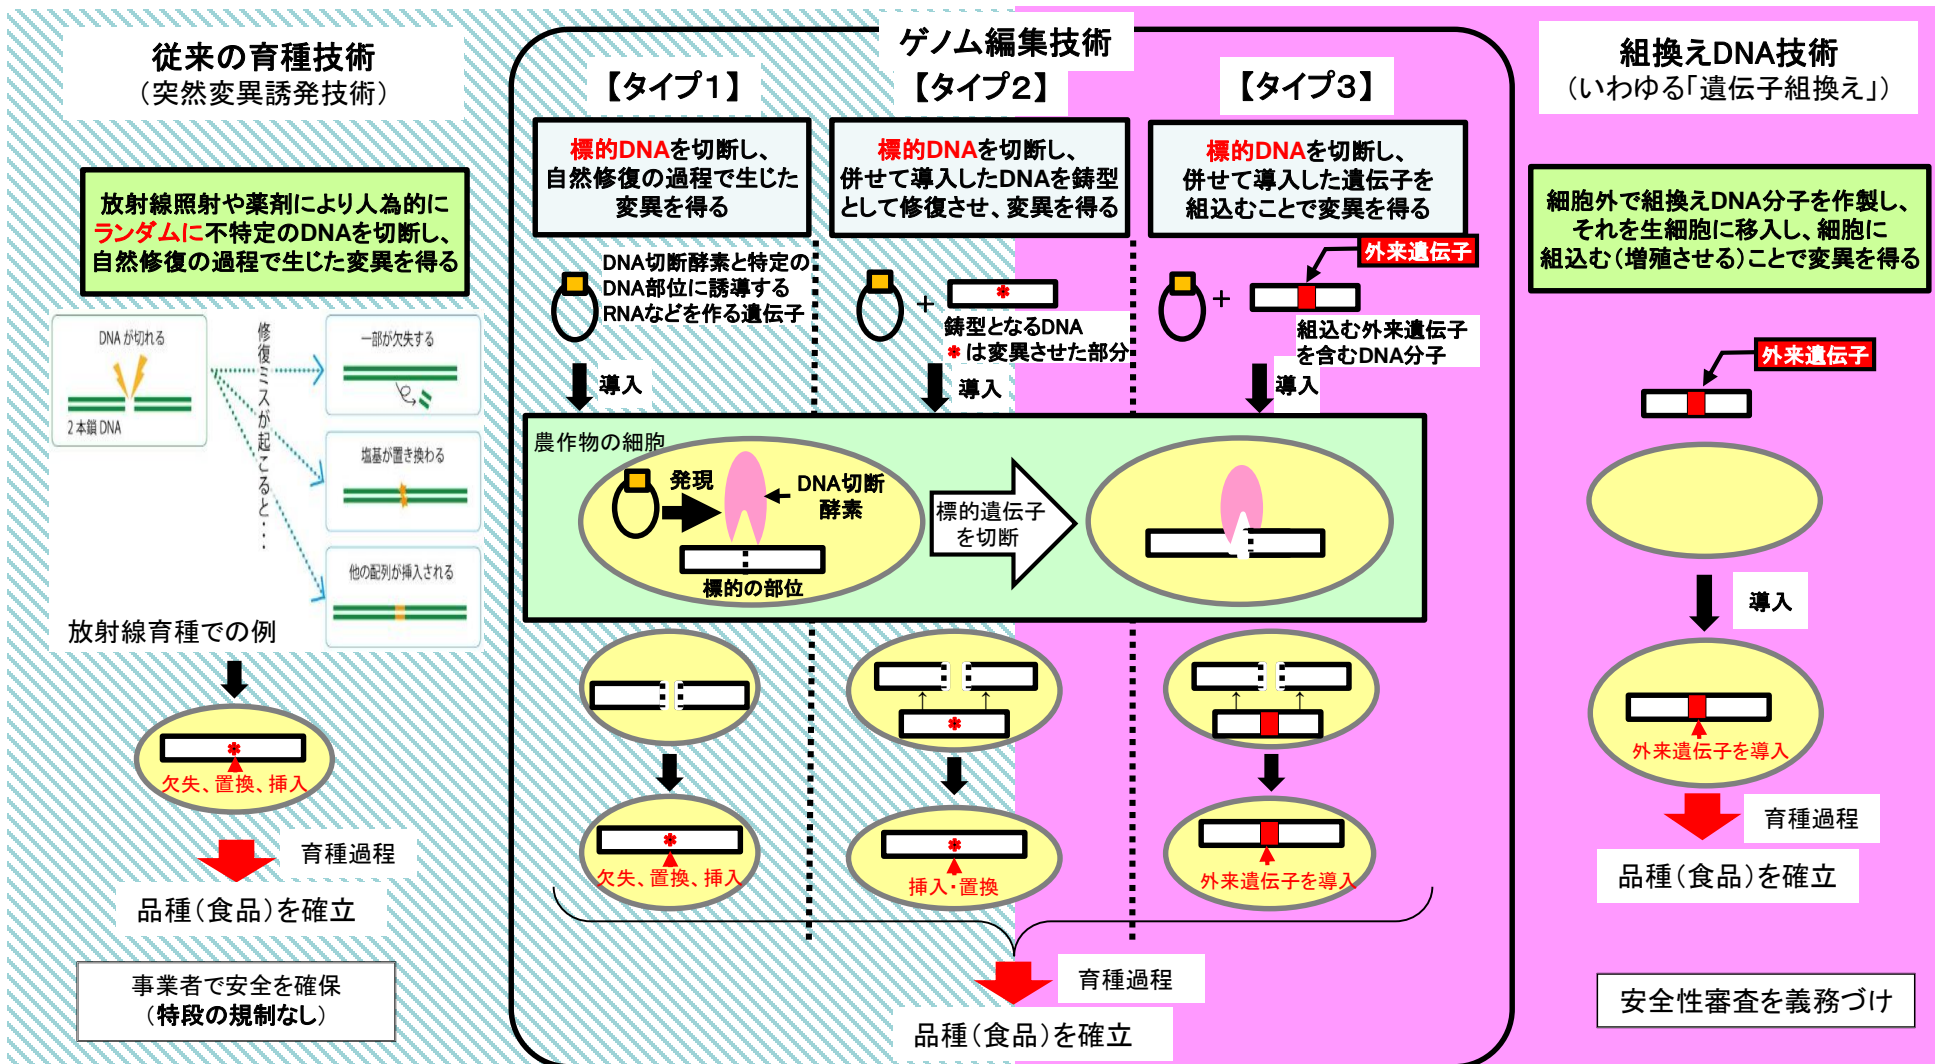 従来の育種技術
（突然変異誘発技術）
放射線照射や薬剤により人為的に
ランダムに不特定のDNAを切断し、
自然修復の過程で生じた変異を得る
DNAが切れる
2本鎖DNA
修復ミスが起こると・・・
一部が欠失する
塩基が置き換わる
他の配列が挿入される
放射線育種での例
欠失、置換、挿入
育種過程
品種（食品）を確立
事業者で安全を確保
（特段の規制なし）
ゲノム編集技術
【タイプ１】
標的DNAを切断し、
自然修復の過程で生じた
変異を得る
DNA切断酵素と特定の
DNA部位に誘導する
RNAなどを作る遺伝子
導入
【タイプ２】
標的DNAを切断し、
併せて導入したDNAを鋳型
として修復させ、変異を得る
+
*
鋳型となるDNA
*は変異させた部分
導入
【タイプ３】
標的DNAを切断し、
併せて導入した遺伝子を
組込むことで変異を得る
外来遺伝子
+
組込む外来遺伝子
を含むDNA分子
導入
農作物の細胞
発現
DNA切断
酵素
標的の部位
標的遺伝子
を切断
欠失、置換、挿入
挿入・置換
外来遺伝子を導入
育種過程
品種（食品）を確立
組換えDNA技術
（いわゆる「遺伝子組換え」）
細胞外で組換えDNA分子を作製し、
それを生細胞に移入し、細胞に
組込む（増殖させる）ことで変異を得る
外来遺伝子
導入
外来遺伝子を導入
育種過程
品種（食品）を確立
安全性審査を義務づけ